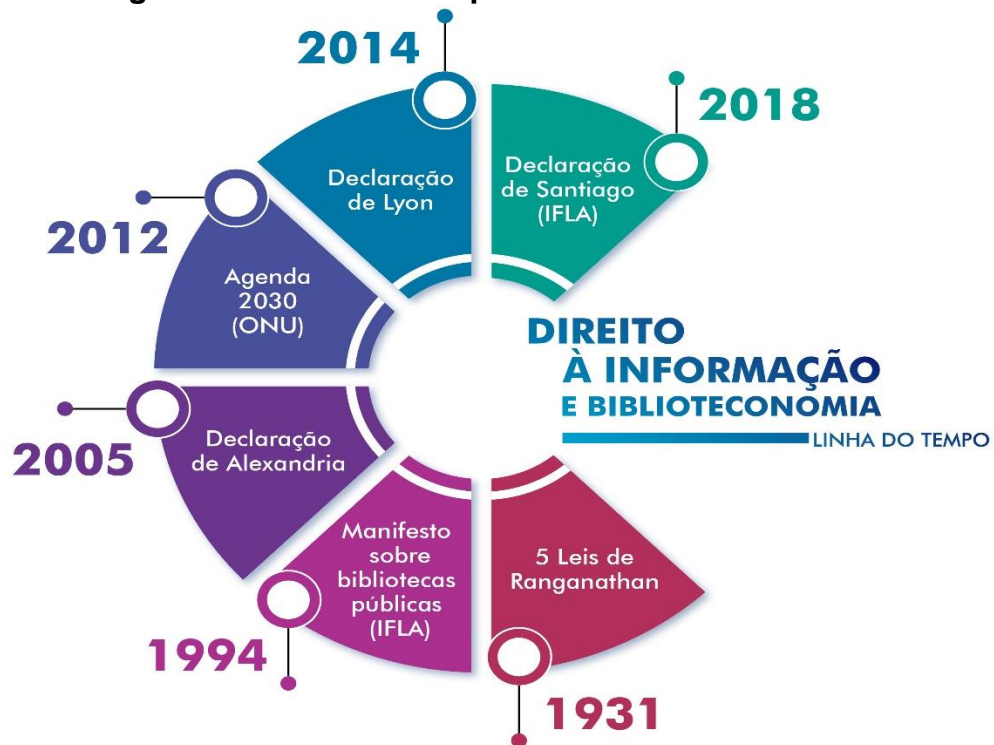 2014
2018
Declaração
de Lyon
Declaração
de Santiago
(IFLA)
2012
Agenda
2030
(ONU)
DIREITO
À INFORMAÇÃO
E BIBLIOTECONOMIA
LINHA DO TEMPO
2005
Declaração
de Alexandria
Manifesto
sobre
bibliotecas
públicas
(IFLA)
5 Leis de
Ranganathan
1994
1931